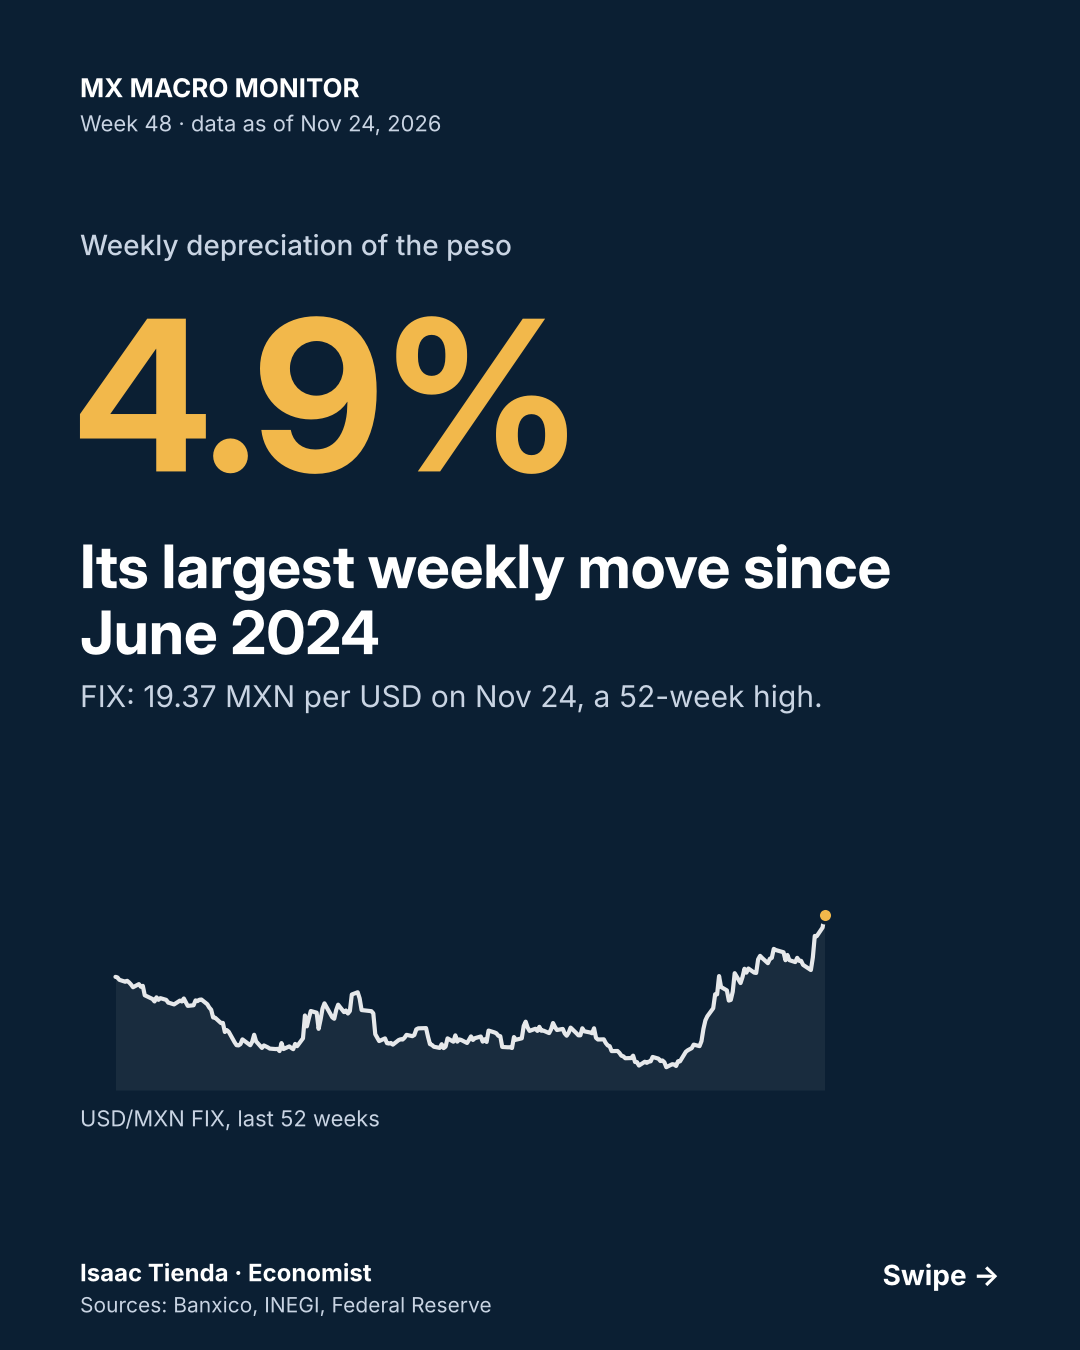 MX MACRO MONITOR
Week 48 · data as of Nov 24, 2026
Weekly depreciation of the peso
4.9%
Its largest weekly move since
June 2024
FIX: 19.37 MXN per USD on Nov 24, a 52-week high.
USD/MXN FIX, last 52 weeks
Isaac Tienda · Economist
Sources: Banxico, INEGI, Federal Reserve
Swipe →